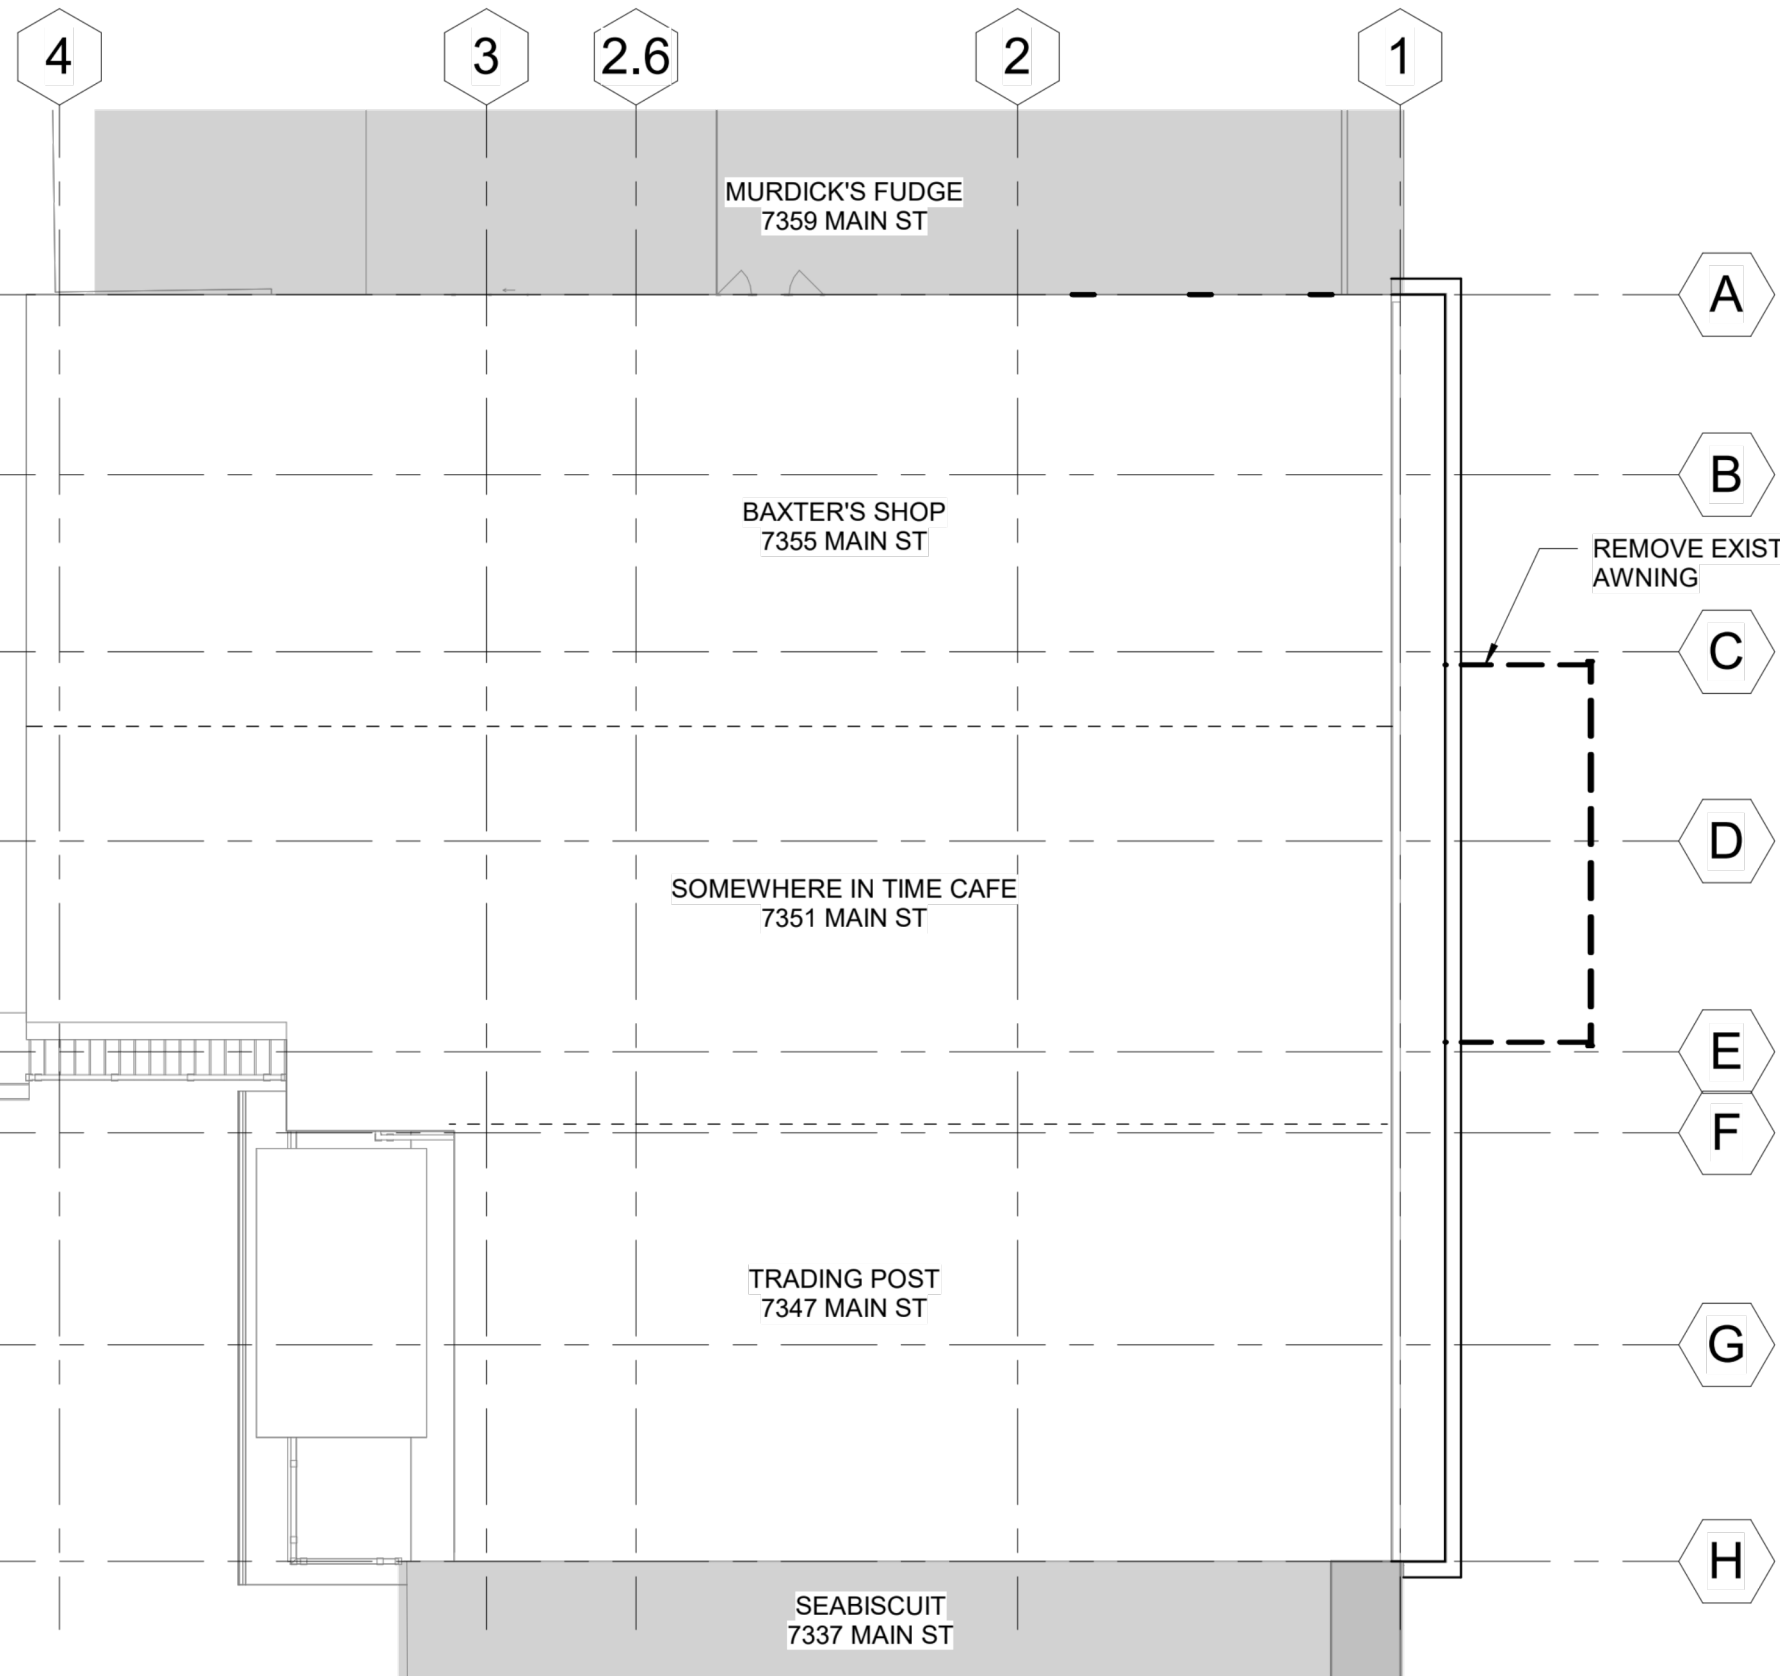 4
3
2.6
2
1
MURDICK'S FUDGE
7359 MAIN ST
A
B
BAXTER'S SHOP
7355 MAIN ST
REMOVE EXIST
AWNING
C
D
SOMEWHERE IN TIME CAFE
7351 MAIN ST
E
F
TRADING POST
7347 MAIN ST
G
H
SEABISCUIT
7337 MAIN ST